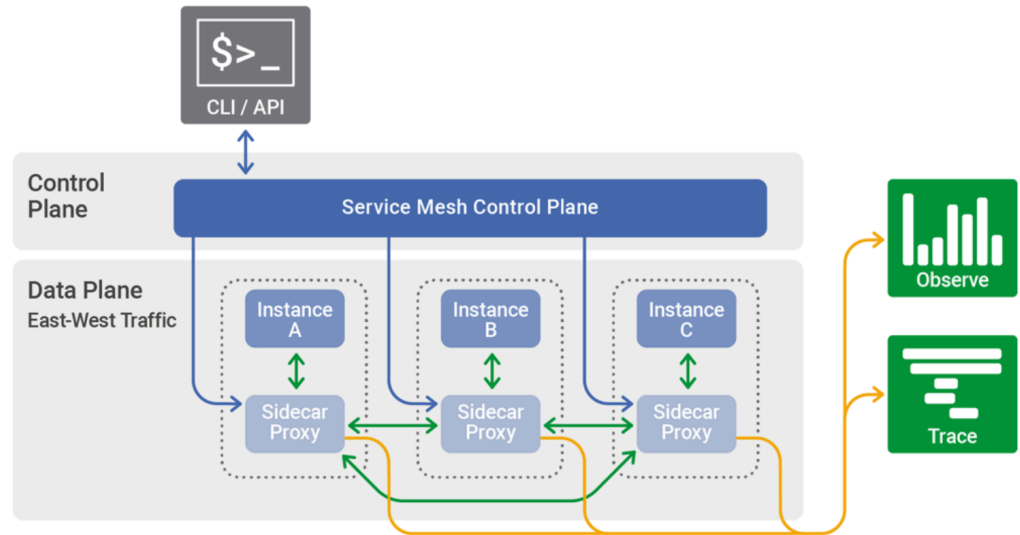 $>_
CLI / API
Control
Plane
Service Mesh Control Plane
Data Plane
East-West Traffic
Instance
A
Instance
B
Instance
C
Sidecar
Proxy
Sidecar
Proxy
Sidecar
Proxy
Observe
Trace